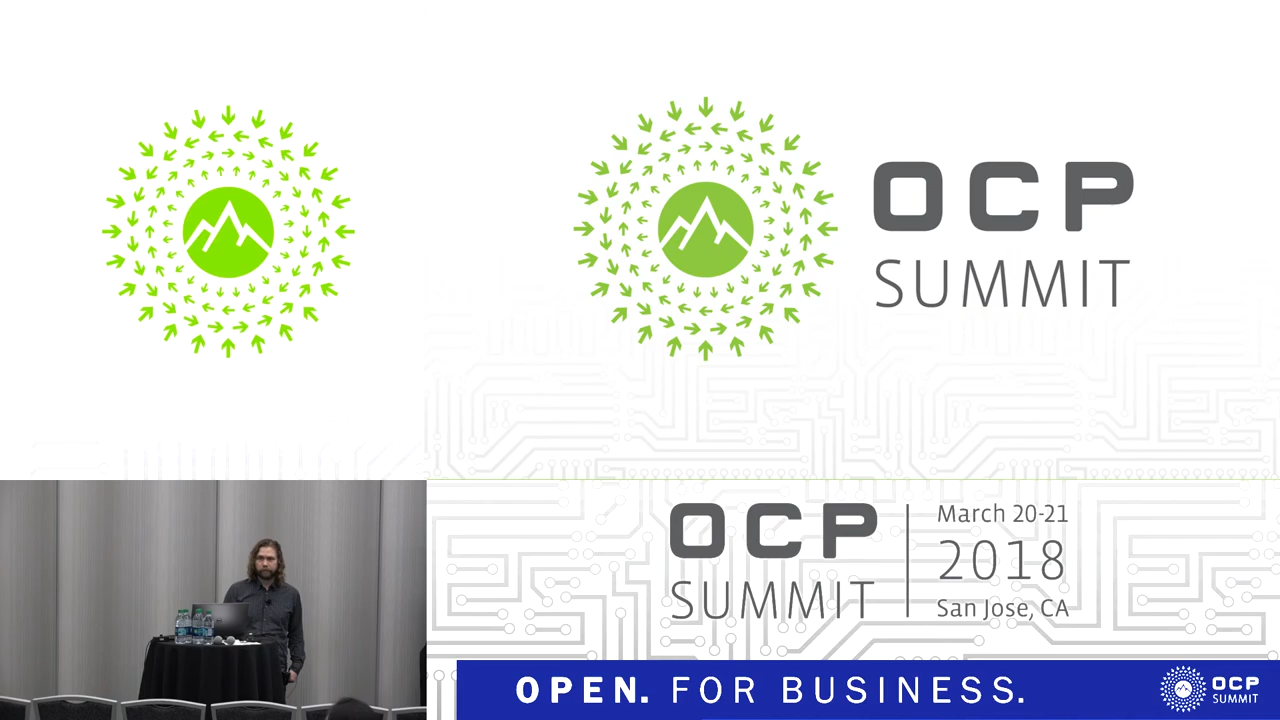 OCP
SUMMIT
OCP
SUMMIT
March 20-21
2018
San Jose, CA
OPEN. FOR BUSINESS.
OCP
SUMMIT